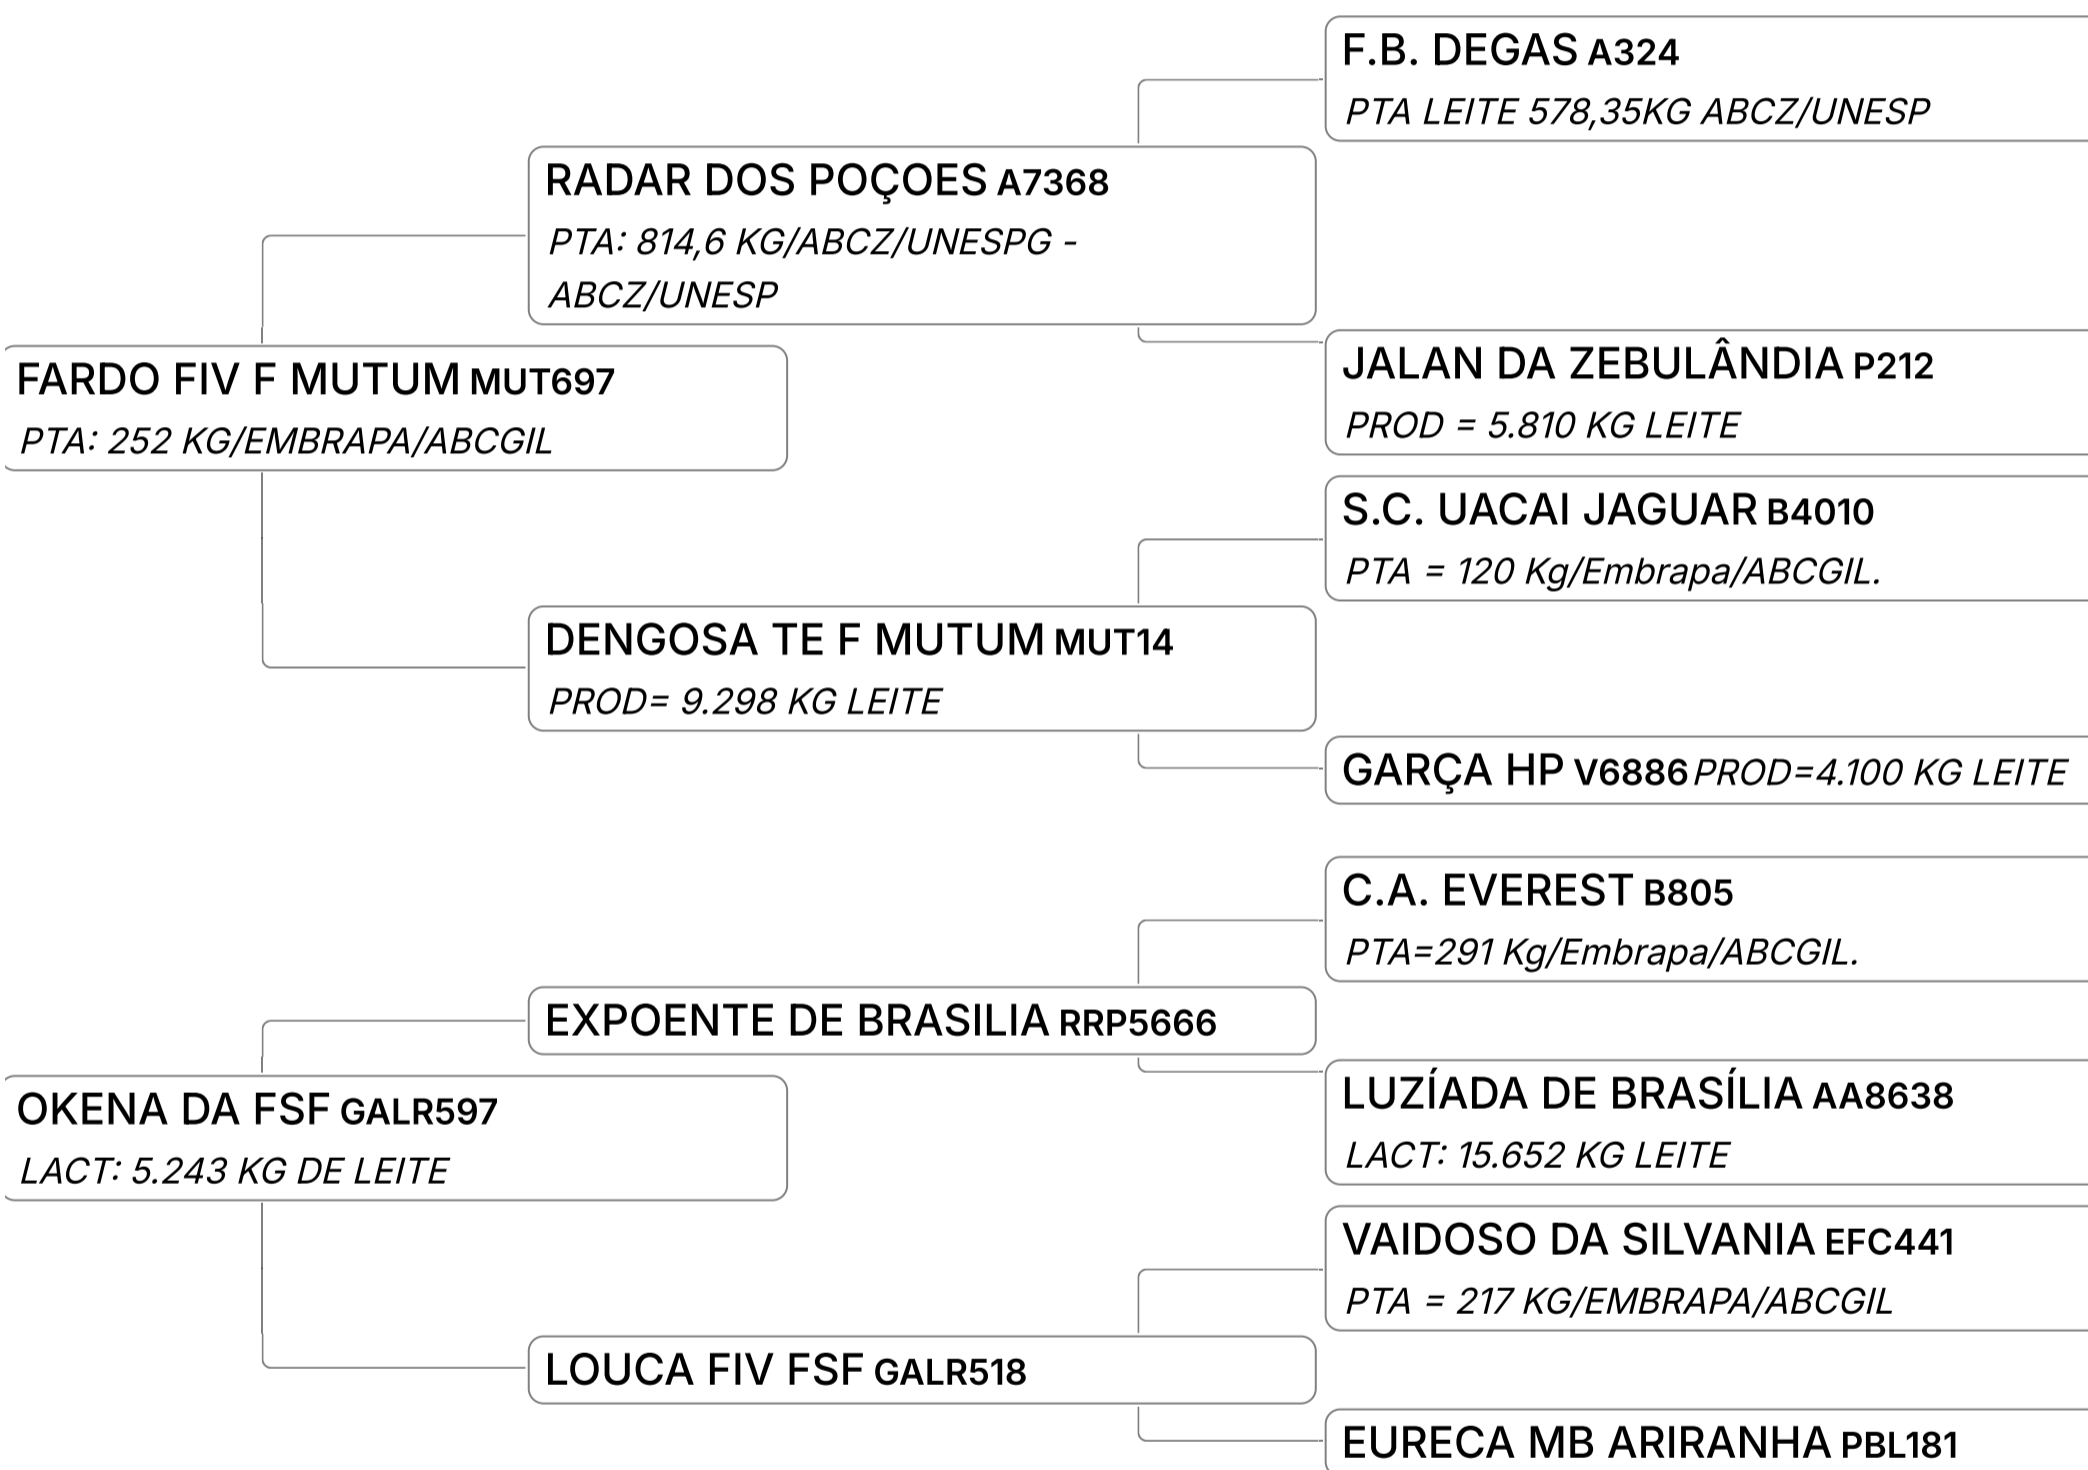 F.B. DEGAS A324
PTA LEITE 578,35KG ABCZ/UNESP
RADAR DOS POÇOES A7368
PTA: 814,6 KG/ABCZ/UNESPG -
ABCZ/UNESP
JALAN DA ZEBULÂNDIA P212
PROD = 5.810 KG LEITE
FARDO FIV F MUTUM MUT697
PTA: 252 KG/EMBRAPA/ABCGIL
S.C. UACAI JAGUAR B4010
PTA = 120 Kg/Embrapa/ABCGIL.
DENGOSA TE F MUTUM MUT14
PROD= 9.298 KG LEITE
GARÇA HP V6886 PROD=4.100 KG LEITE
C.A. EVEREST B805
PTA=291 Kg/Embrapa/ABCGIL.
EXPOENTE DE BRASILIA RRP5666
LUZÍADA DE BRASÍLIA AA8638
LACT: 15.652 KG LEITE
OKENA DA FSF GALR597
LACT: 5.243 KG DE LEITE
VAIDOSO DA SILVANIA EFC441
PTA = 217 KG/EMBRAPA/ABCGIL
LOUCA FIV FSF GALR518
EURECA MB ARIRANHA PBL181